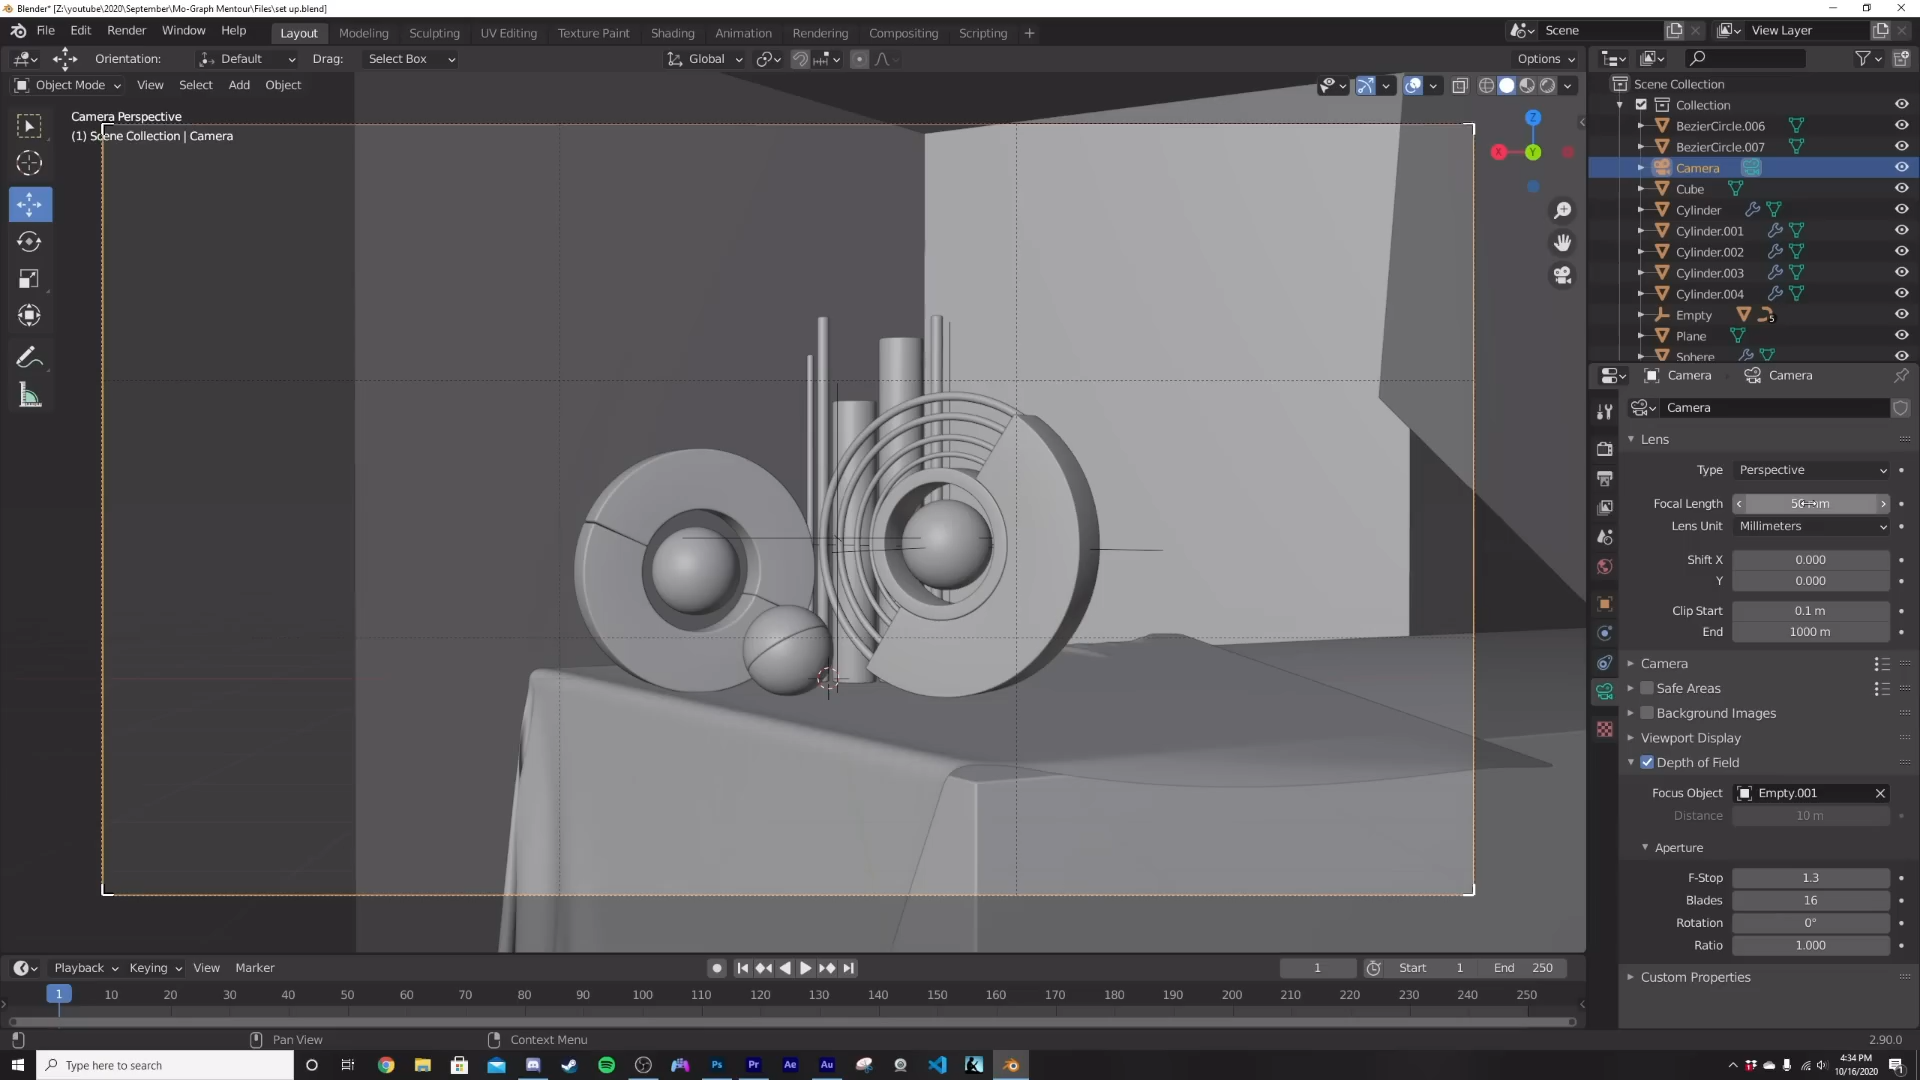 Blender* [Z:\youtube\2020\September\Mo-Graph Mentour\Files\set up.blend]
File Edit Render Window Help Layout Modeling Sculpting UV Editing Texture Paint Shading Animation Rendering Compositing Scripting + Scene View Layer
Orientation: Default Drag: Select Box Global Options
Object Mode View Select Add Object
Camera Perspective
(1) Scene Collection | Camera
Z
X
Y
Scene Collection
Collection
BezierCircle.006
BezierCircle.007
Camera
Cube
Cylinder
Cylinder.001
Cylinder.002
Cylinder.003
Cylinder.004
Empty 5
Plane
Sphere
Camera Camera
Camera
Lens
Type Perspective
Focal Length
Lens Unit Millimeters
Shift X 0.000
Y 0.000
Clip Start 0.1 m
End 1000 m
Camera
Safe Areas
Background Images
Viewport Display
Depth of Field
Focus Object Empty.001
Distance 10 m
Aperture
F-Stop 1.3
Blades 16
Rotation 0°
Ratio 1.000
Custom Properties
Playback Keying View Marker 1 Start 1 End 250
1 10 20 30 40 50 60 70 80 90 100 110 120 130 140 150 160 170 180 190 200 210 220 230 240 250
Pan View Context Menu 2.90.0
Type here to search Ps Pr Ae Au 4:34 PM
10/16/2020